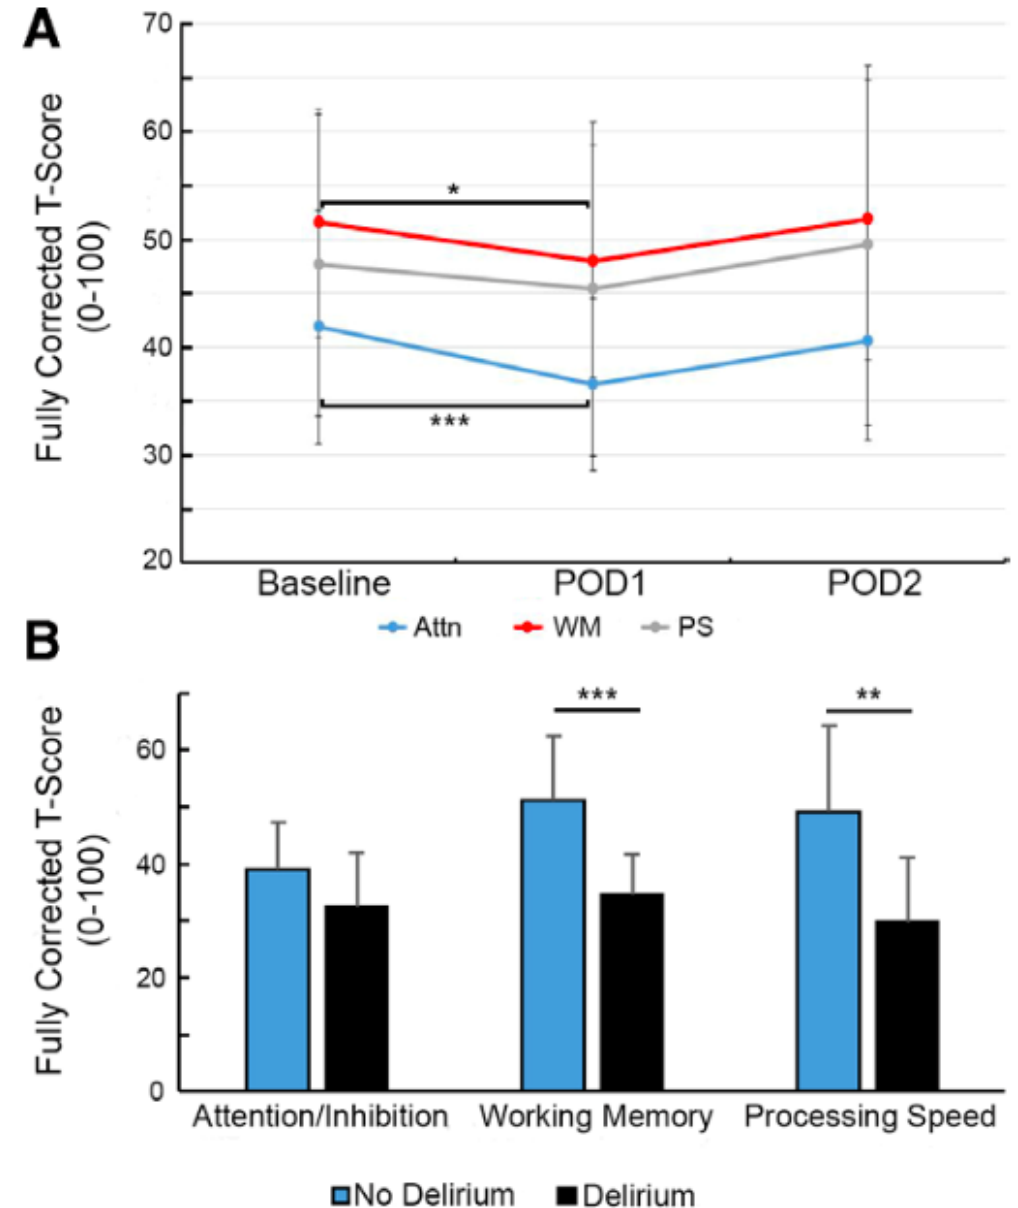 A
Fully Corrected T-Score
(0-100)
70
60
50
40
30
20
*
***
Baseline POD1 POD2
Attn WM PS
B
Fully Corrected T-Score
(0-100)
60
40
20
0
*** **
Attention/Inhibition Working Memory Processing Speed
No Delirium Delirium